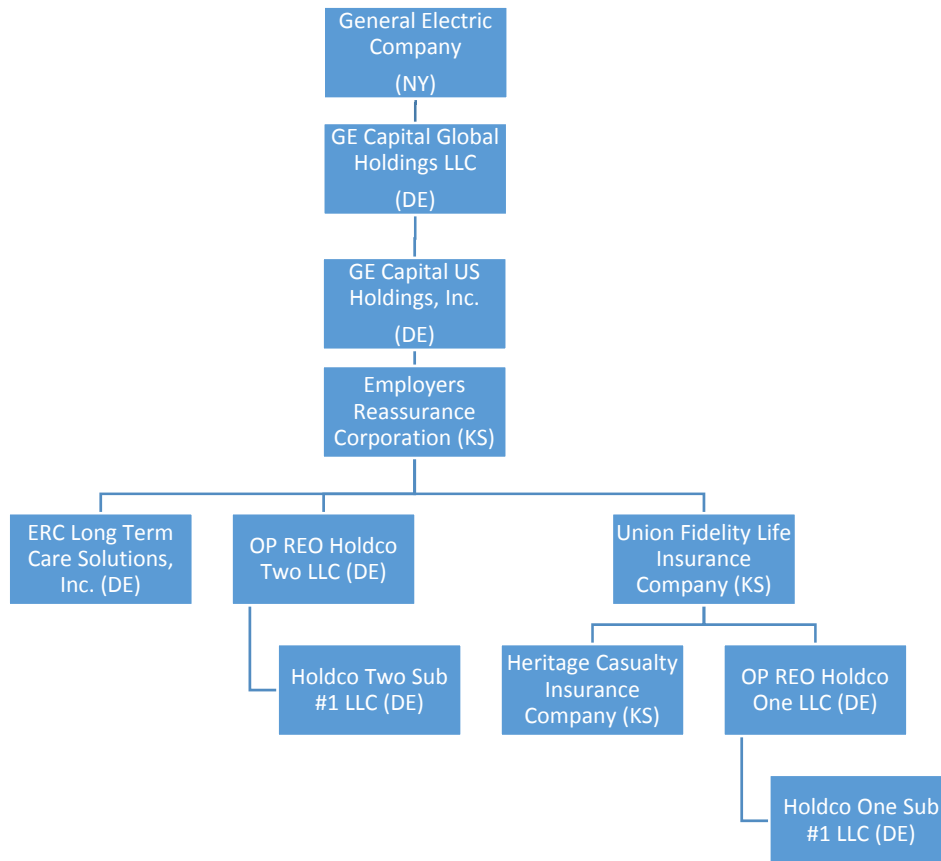 General Electric
Company
(NY)
GE Capital Global
Holdings LLC
(DE)
GE Capital US
Holdings, Inc.
(DE)
Employers
Reassurance
Corporation (KS)
ERC Long Term
Care Solutions,
Inc. (DE)
OP REO Holdco
Two LLC (DE)
Union Fidelity Life
Insurance
Company (KS)
Holdco Two Sub
#1 LLC (DE)
Heritage Casualty
Insurance
Company (KS)
OP REO Holdco
One LLC (DE)
Holdco One Sub
#1 LLC (DE)